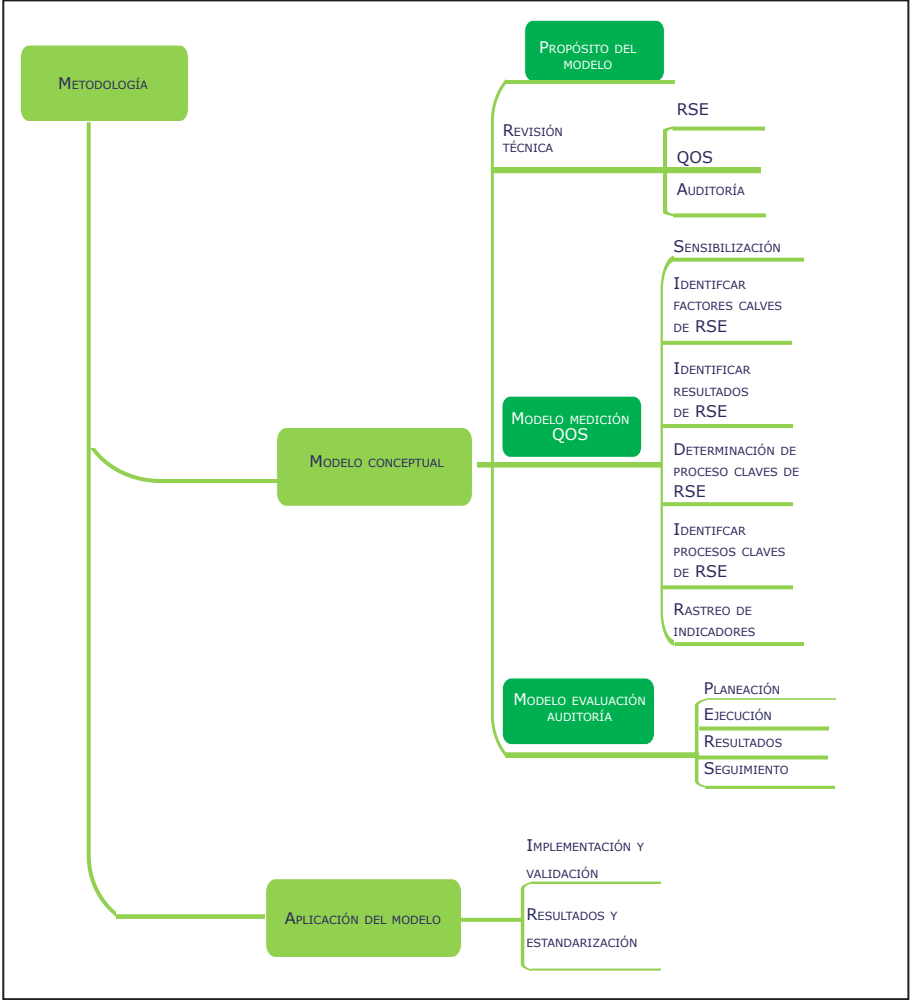 Metodología
Propósito del
modelo
Revisión
técnica
RSE
QOS
Auditoría
Modelo conceptual
Modelo medición
QOS
Sensibilización
Identifcar
factores calves
de RSE
Identificar
resultados
de RSE
Determinación de
proceso claves de
RSE
Identifcar
procesos claves
de RSE
Rastreo de
indicadores
Modelo evaluación
auditoría
Planeación
Ejecución
Resultados
Seguimiento
Aplicación del modelo
Implementación y
validación
Resultados y
estandarización